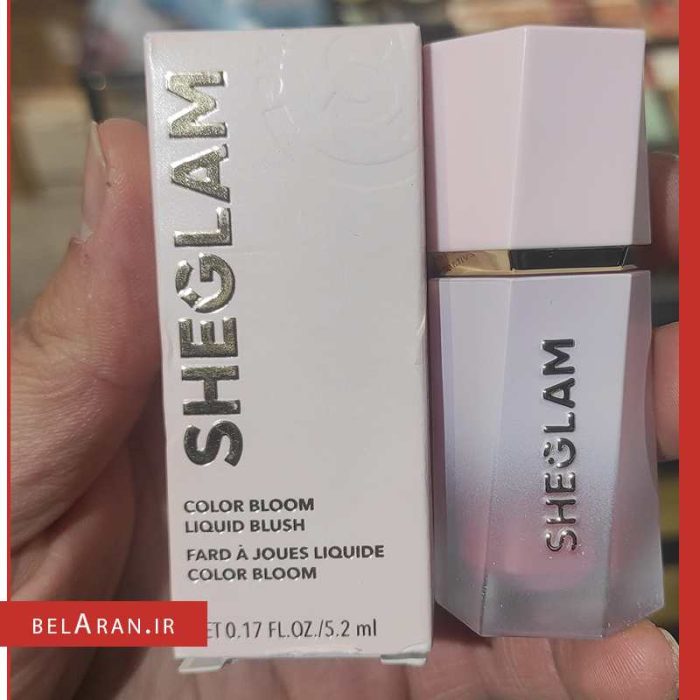 SHEGLAM
COLOR BLOOM
LIQUID BLUSH
FARD À JOUES LIQUIDE
COLOR BLOOM
0.17 FL.OZ./5.2 ml
SHEGLAM
BELARAN.IR